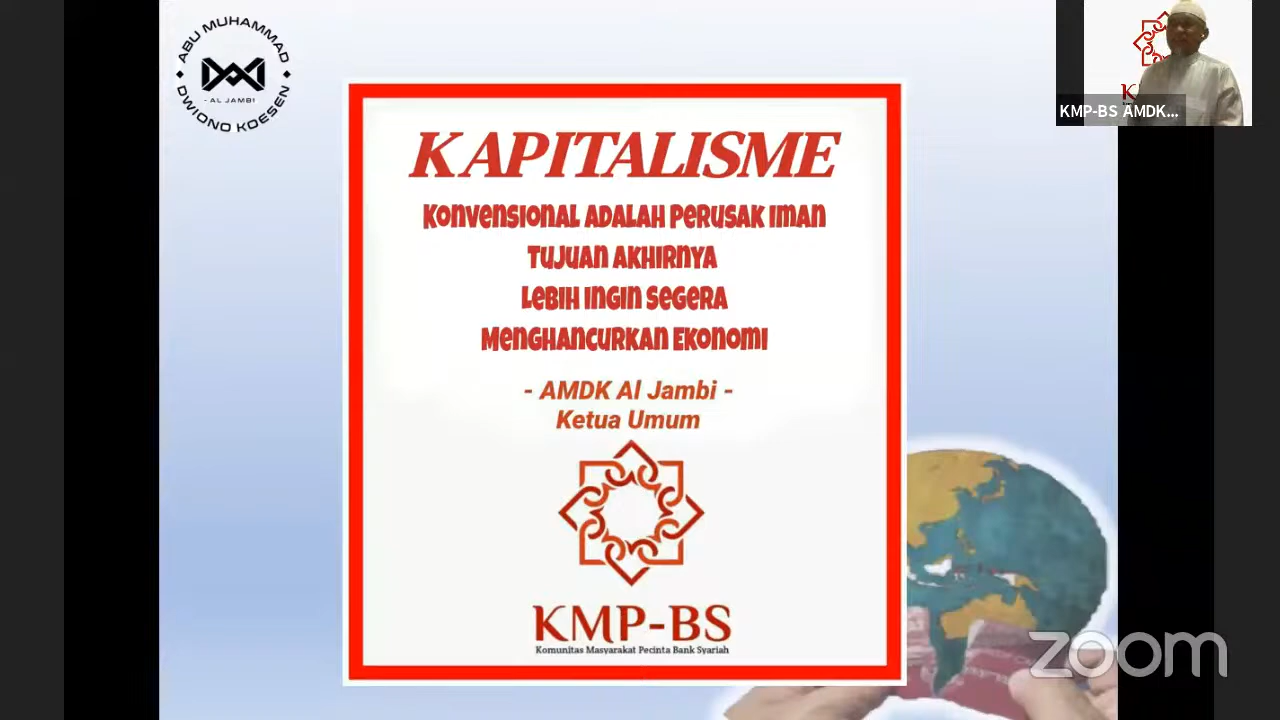 ABU MUHAMMAD
- AL JAMBI -
DWIONO KOESEN
KMP-BS AMDK...
KAPITALISME
Konvensional adalah Perusak Iman
Tujuan Akhirnya
Lebih Ingin Segera
Menghancurkan Ekonomi
- AMDK Al Jambi -
Ketua Umum
KMP-BS
Komunitas Masyarakat Pecinta Bank Syariah
zoom